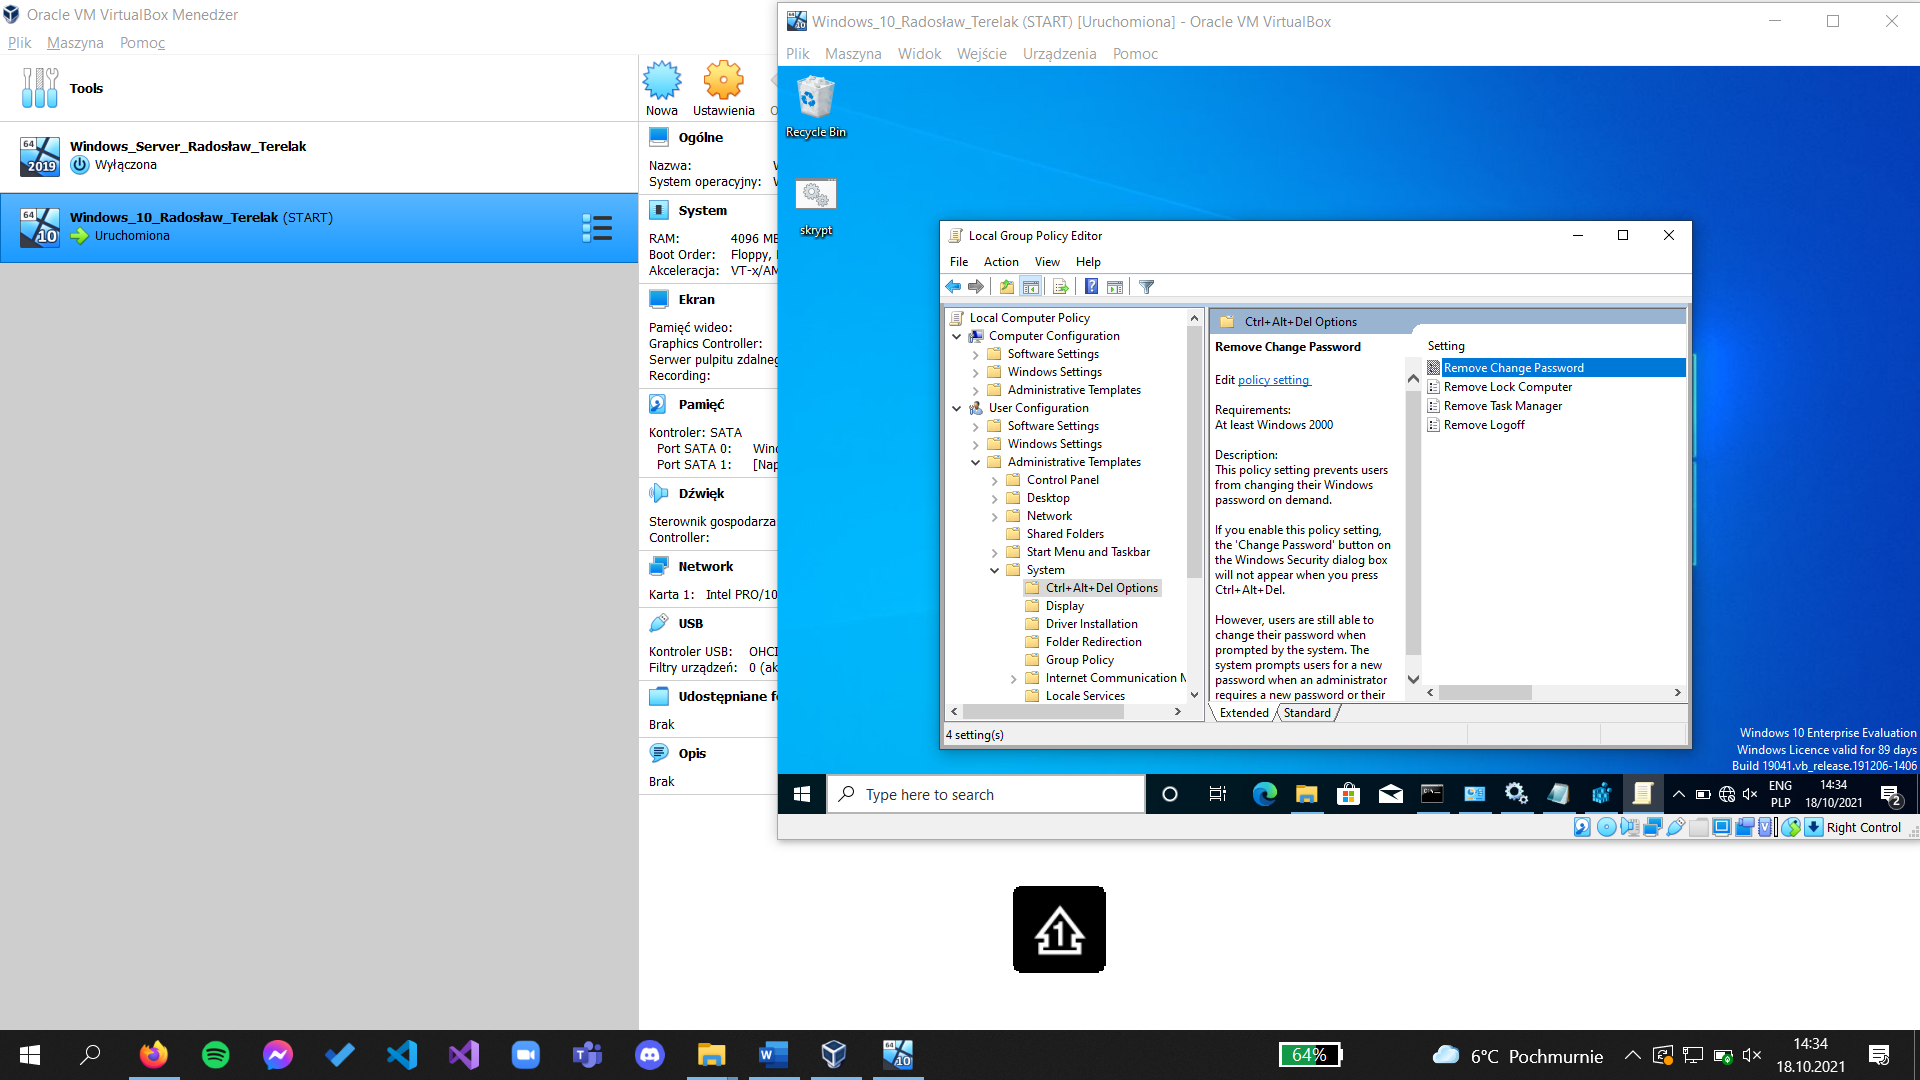 Oracle VM VirtualBox Menedżer
Plik Maszyna Pomoc
Tools
Windows_Server_Radosław_Terelak
Wyłączona
Windows_10_Radosław_Terelak (START)
Uruchomiona
Nowa Ustawienia
Ogólne
Nazwa:
System operacyjny:
System
RAM: 4096 ME
Boot Order: Floppy,
Akceleracja: VT-x/AM
Ekran
Pamięć wideo:
Graphics Controller:
Serwer pulpitu zdalneg
Recording:
Pamięć
Kontroler: SATA
Port SATA 0: Wind
Port SATA 1: [Nap
Dźwięk
Sterownik gospodarza
Controller:
Network
Karta 1: Intel PRO/10
USB
Kontroler USB: OHCI
Filtry urządzeń: 0 (ak
Udostępniane f
Brak
Opis
Brak
Windows_10_Radosław_Terelak (START) [Uruchomiona] - Oracle VM VirtualBox
Plik Maszyna Widok Wejście Urządzenia Pomoc
Recycle Bin
skrypt
Local Group Policy Editor
File Action View Help
Local Computer Policy
Computer Configuration
Software Settings
Windows Settings
Administrative Templates
User Configuration
Software Settings
Windows Settings
Administrative Templates
Control Panel
Desktop
Network
Shared Folders
Start Menu and Taskbar
System
Ctrl+Alt+Del Options
Display
Driver Installation
Folder Redirection
Group Policy
Internet Communication M
Locale Services
Ctrl+Alt+Del Options
Remove Change Password
Edit policy setting
Requirements:
At least Windows 2000
Description:
This policy setting prevents users
from changing their Windows
password on demand.
If you enable this policy setting,
the 'Change Password' button on
the Windows Security dialog box
will not appear when you press
Ctrl+Alt+Del.
However, users are still able to
change their password when
prompted by the system. The
system prompts users for a new
password when an administrator
requires a new password or their
Setting
Remove Change Password
Remove Lock Computer
Remove Task Manager
Remove Logoff
Extended Standard
4 setting(s)
Windows 10 Enterprise Evaluation
Windows Licence valid for 89 days
Build 19041.vb_release.191206-1406
Type here to search
ENG
PLP
14:34
18/10/2021
2
Right Control
1
64%
6°C Pochmurnie
14:34
18.10.2021